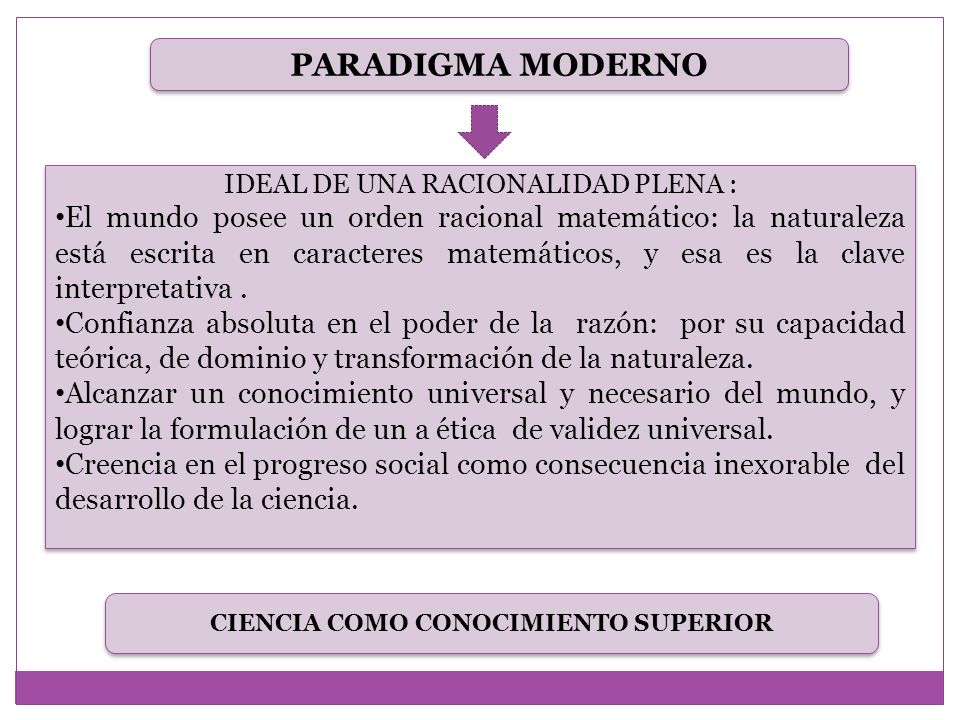 PARADIGMA MODERNO
IDEAL DE UNA RACIONALIDAD PLENA :
•El mundo posee un orden racional matemático: la naturaleza
está escrita en caracteres matemáticos, y esa es la clave
interpretativa .
•Confianza absoluta en el poder de la razón: por su capacidad
teórica, de dominio y transformación de la naturaleza.
•Alcanzar un conocimiento universal y necesario del mundo, y
lograr la formulación de un a ética de validez universal.
•Creencia en el progreso social como consecuencia inexorable del
desarrollo de la ciencia.
CIENCIA COMO CONOCIMIENTO SUPERIOR